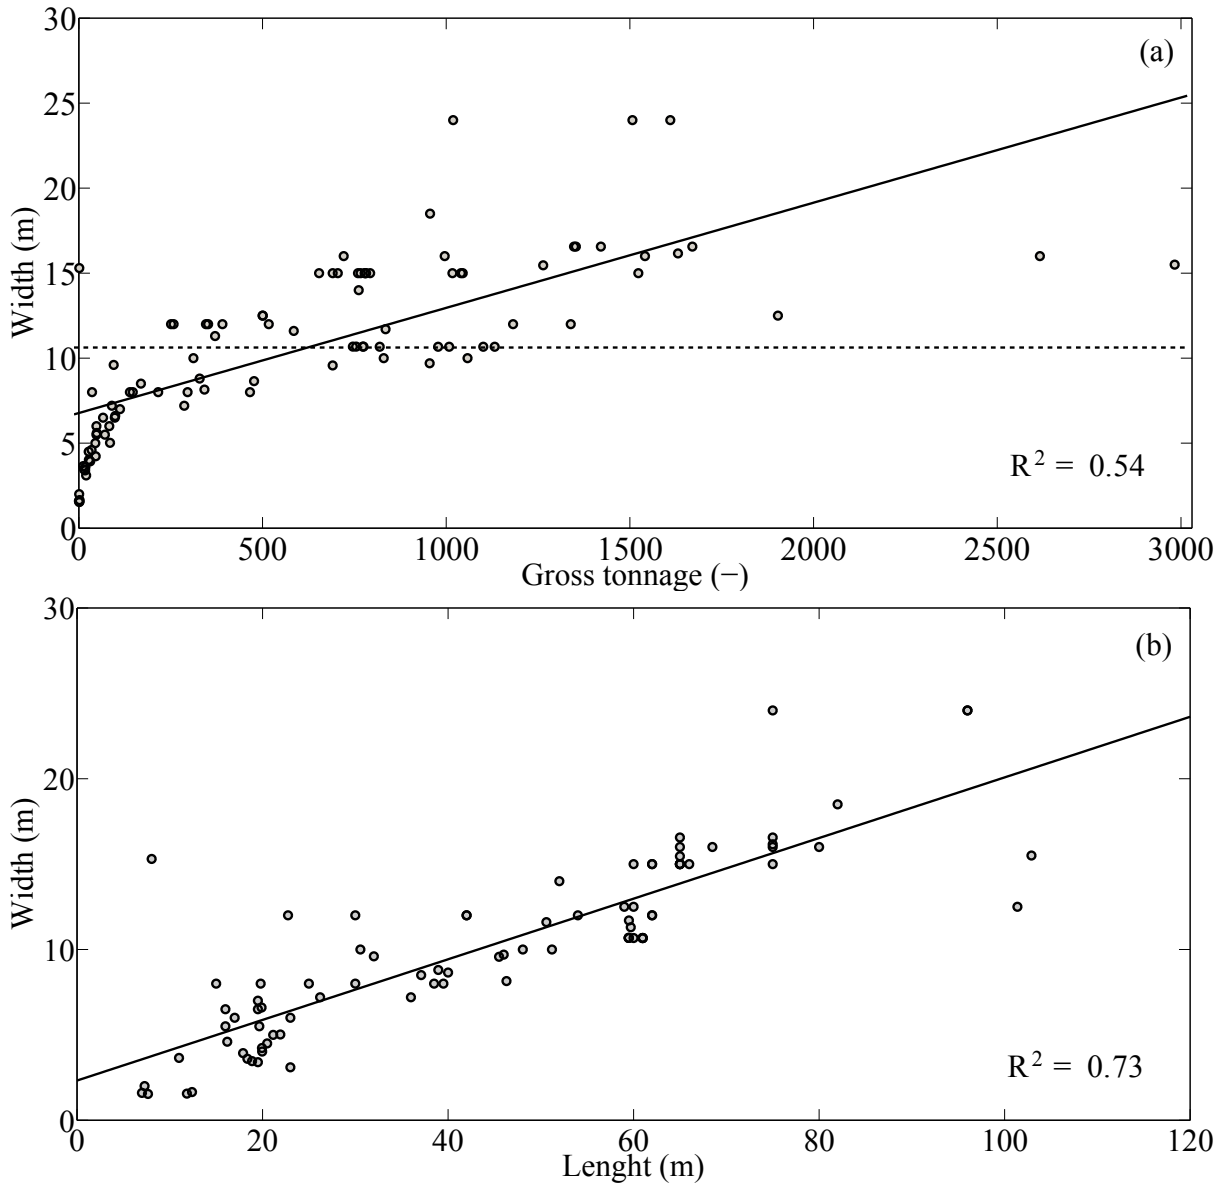 30
(a)
25
20
15
10
5
0
Width (m)
R² = 0.54
0 500 1000 1500 2000 2500 3000
Gross tonnage (−)
30
(b)
20
10
0
Width (m)
R² = 0.73
0 20 40 60 80 100 120
Lenght (m)